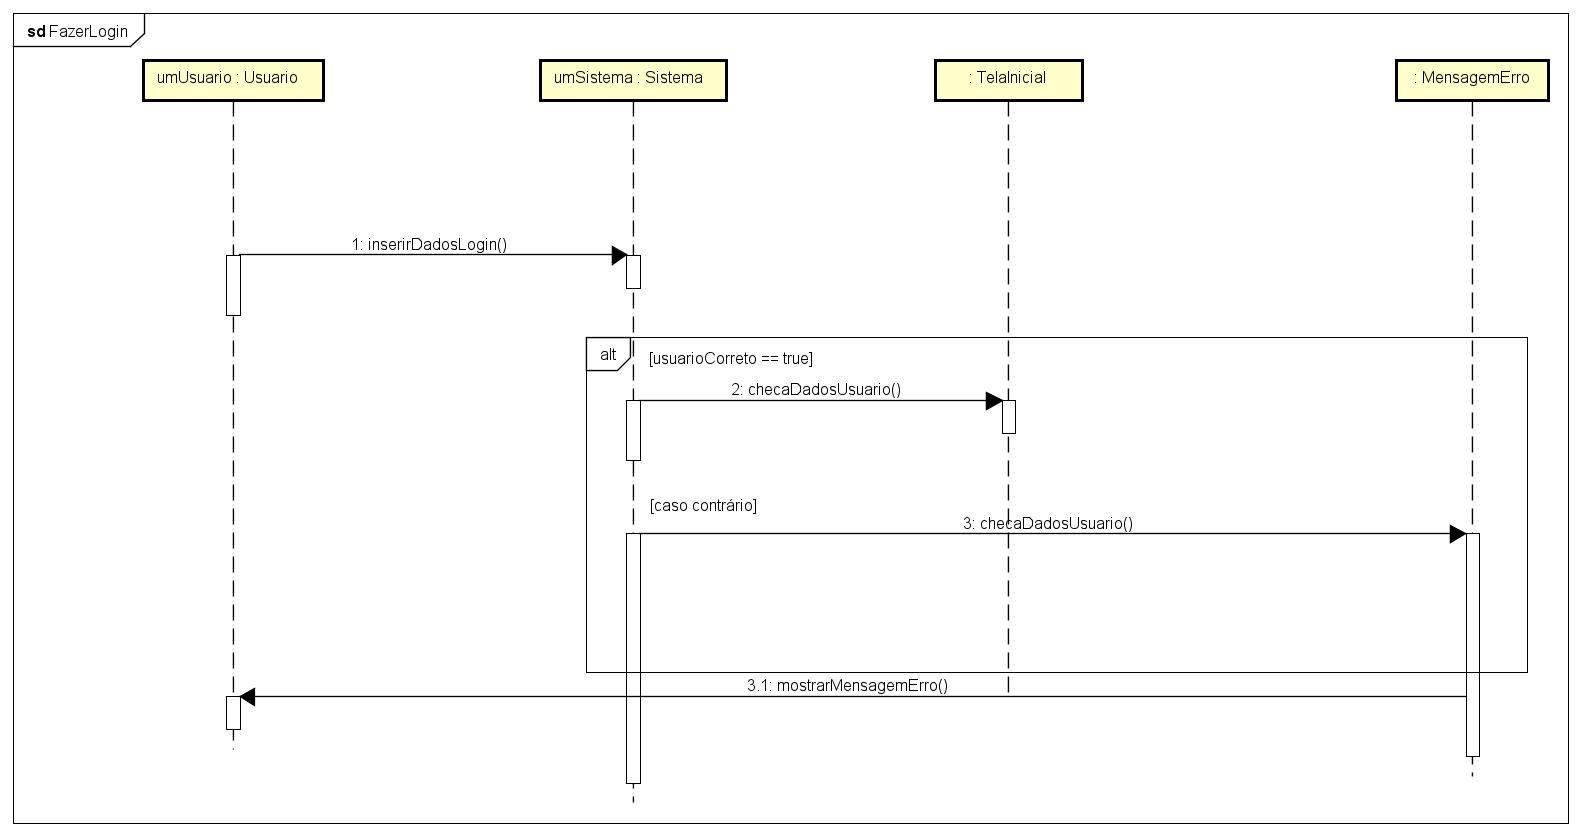 sd FazerLogin
umUsuario : Usuario
umSistema : Sistema
: TelaInicial
: MensagemErro
1: inserirDadosLogin()
alt
[usuarioCorreto == true]
2: checaDadosUsuario()
[caso contrário]
3: checaDadosUsuario()
3.1: mostrarMensagemErro()